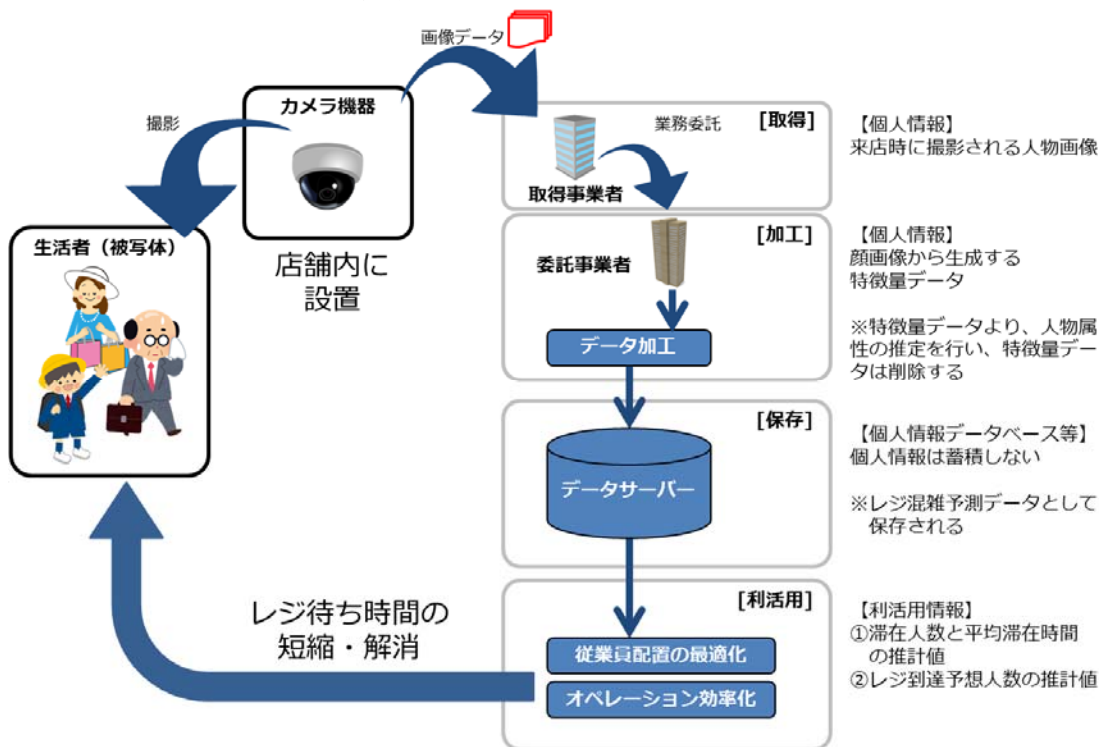 画像データ
カメラ機器
撮影
店舗内に
設置
生活者（被写体）
[取得]
業務委託
取得事業者
【個人情報】
来店時に撮影される人物画像
[加工]
委託事業者
データ加工
【個人情報】
顔画像から生成する
特徴量データ
※特徴量データより、人物属
性の推定を行い、特徴量デー
タは削除する
[保存]
データサーバー
【個人情報データベース等】
個人情報は蓄積しない
※レジ混雑予測データとして
保存される
[利活用]
従業員配置の最適化
オペレーション効率化
【利活用情報】
①滞在人数と平均滞在時間
の推計値
②レジ到達予想人数の推計値
レジ待ち時間の
短縮・解消